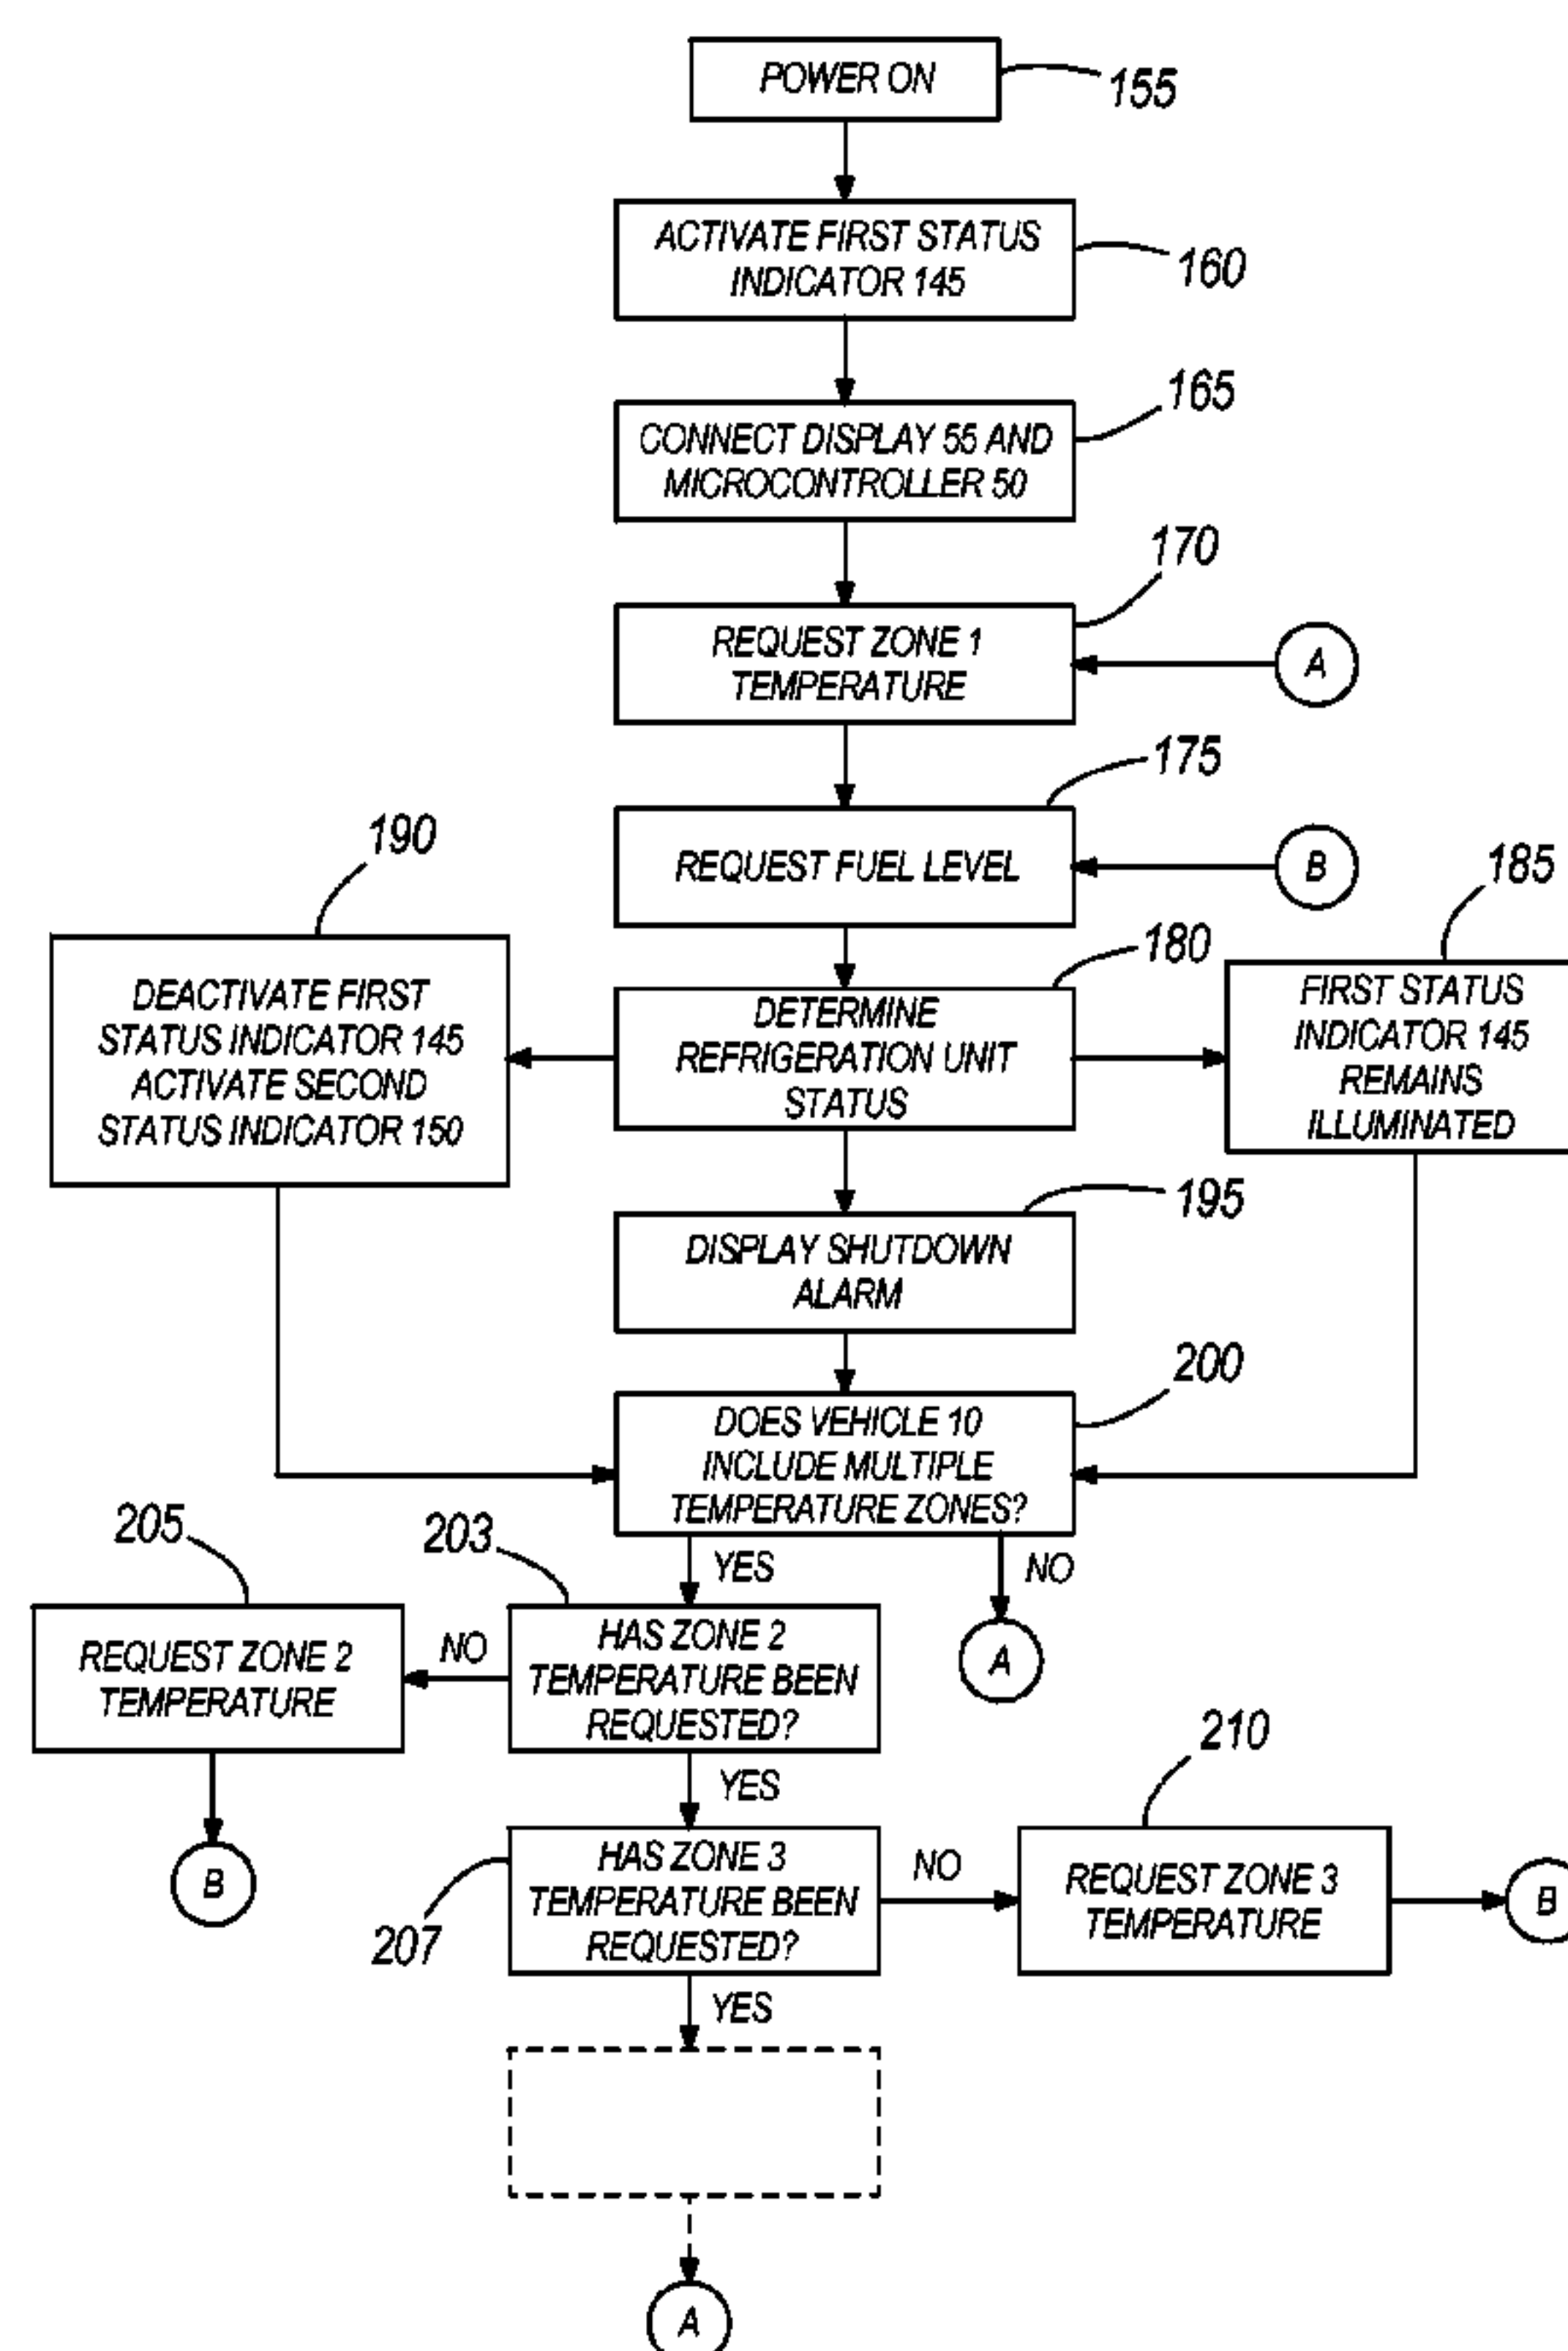 POWER ON
155
ACTIVATE FIRST STATUS
INDICATOR 145
160
165
CONNECT DISPLAY 55 AND
MICROCONTROLLER 50
170
REQUEST ZONE 1
TEMPERATURE
A
175
REQUEST FUEL LEVEL
B
190
185
180
DEACTIVATE FIRST
STATUS INDICATOR 145
ACTIVATE SECOND
STATUS INDICATOR 150
DETERMINE
REFRIGERATION UNIT
STATUS
FIRST STATUS
INDICATOR 145
REMAINS
ILLUMINATED
195
DISPLAY SHUTDOWN
ALARM
200
DOES VEHICLE 10
INCLUDE MULTIPLE
TEMPERATURE ZONES?
205
203
YES
NO
REQUEST ZONE 2
TEMPERATURE
NO
HAS ZONE 2
TEMPERATURE BEEN
REQUESTED?
A
210
YES
B
207
HAS ZONE 3
TEMPERATURE BEEN
REQUESTED?
NO
REQUEST ZONE 3
TEMPERATURE
B
YES
A